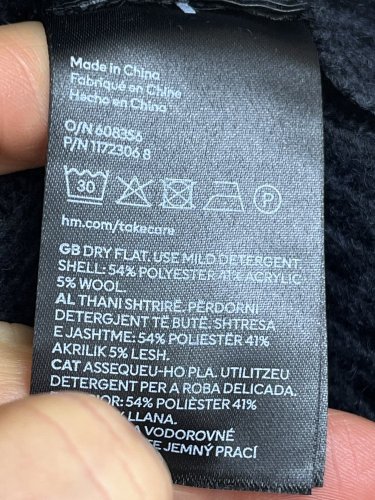 Made in China
Fabriqué en Chine
Hecho en China
O/N 608356
P/N 1172306 8
30
P
hm.com/takecare
GB DRY FLAT. USE MILD DETERGENT.
SHELL: 54% POLYESTER 41% ACRYLIC
5% WOOL.
AL THANI SHTRIRË. PËRDORNI
DETERGJENT TË BUTË. SHTRESA
E JASHTME: 54% POLIESTËR 41%
AKRILIK 5% LESH.
CAT ASSEQUEU-HO PLA. UTILITZEU
DETERGENT PER A ROBA DELICADA.
54% POLIÈSTER 41%
LLANA.
VODOROVNĚ
JEMNÝ PRACÍ